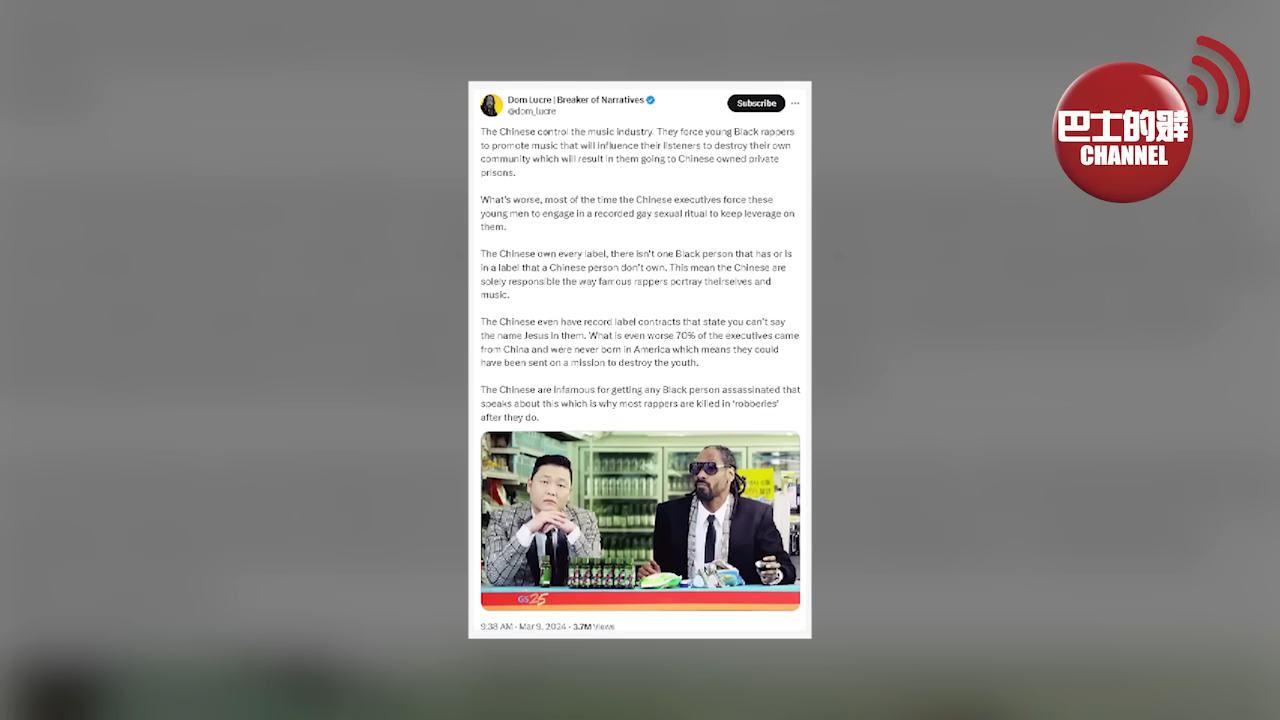 Dom Lucre | Breaker of Narratives
Subscribe
@dom_lucre
The Chinese control the music industry. They force young Black rappers
to promote music that will influence their listeners to destroy their own
community which will result in them going to Chinese owned private
prisons.
What's worse, most of the time the Chinese executives force these
young men to engage in a recorded gay sexual ritual to keep leverage on
them.
The Chinese own every label, there isn't one Black person that has or is
in a label that a Chinese person don't own. This mean the Chinese are
solely responsible the way famous rappers portray theirselves and
music.
The Chinese even have record label contracts that state you can't say
the name Jesus in them. What is even worse 70% of the executives came
from China and were never born in America which means they could
have been sent on a mission to destroy the youth.
The Chinese are infamous for getting any Black person assassinated that
speaks about this which is why most rappers are killed in 'robberies'
after they do.
GS25
9:38 AM · Mar 9, 2024 · 3.7M Views
巴士的報
CHANNEL